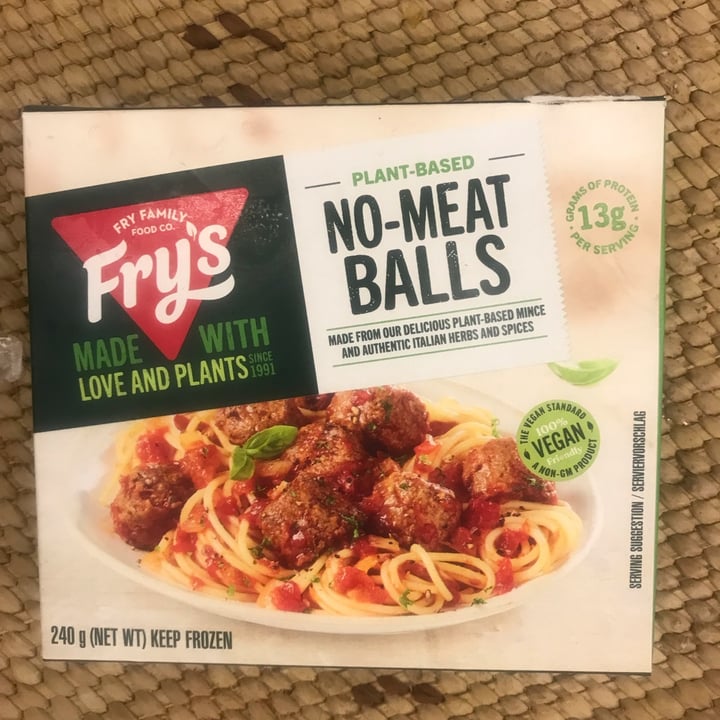 FRY FAMILY
FOOD CO.
Fry's
MADE WITH
LOVE AND PLANTS
SINCE
1991
PLANT-BASED
NO-MEAT
BALLS
MADE FROM OUR DELICIOUS PLANT-BASED MINCE
AND AUTHENTIC ITALIAN HERBS AND SPICES
GRAMS OF PROTEIN
13g
PER SERVING
THE VEGAN STANDARD
100%
VEGAN
Friendly
A NON-GM PRODUCT
SERVING SUGGESTION / SERVIERVORSCHLAG
240 g (NET WT) KEEP FROZEN